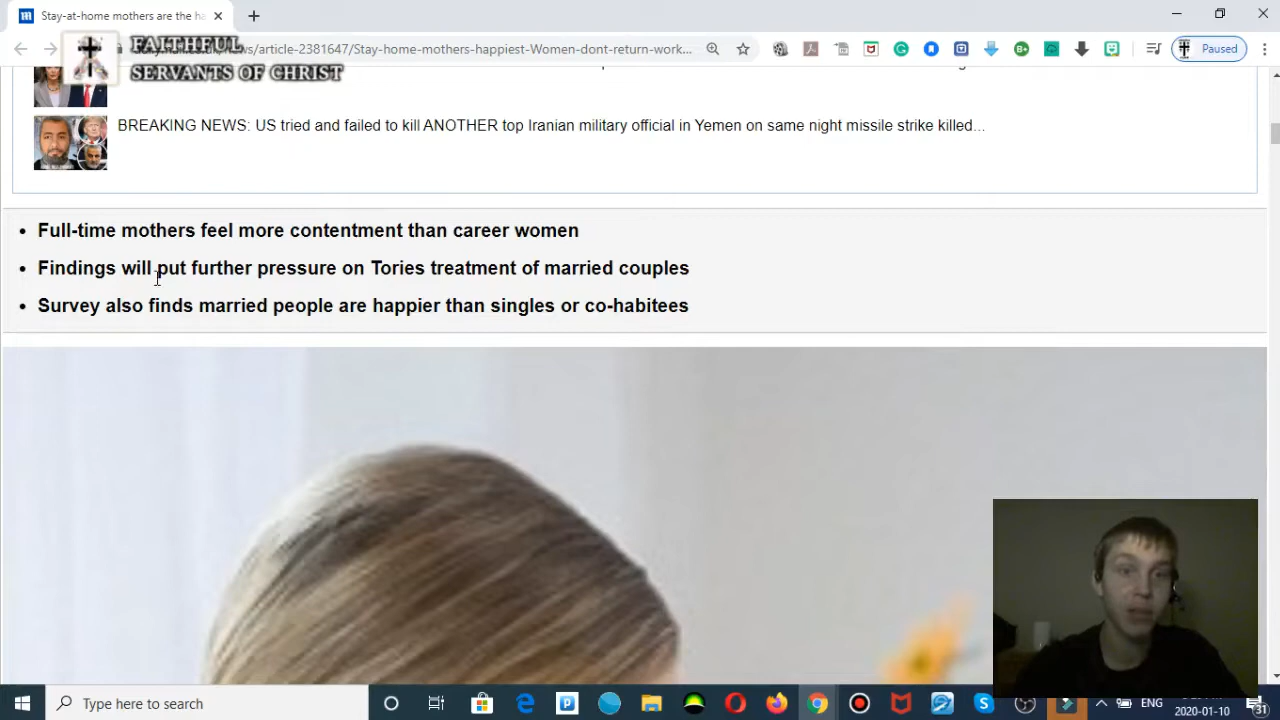 Stay-at-home mothers are the ha
FAITHFUL
SERVANTS OF CHRIST
/news/article-2381647/Stay-home-mothers-happiest-Women-dont-return-work...
Paused
BREAKING NEWS: US tried and failed to kill ANOTHER top Iranian military official in Yemen on same night missile strike killed...
• Full-time mothers feel more contentment than career women
• Findings will put further pressure on Tories treatment of married couples
• Survey also finds married people are happier than singles or co-habitees
Type here to search
ENG
2020-01-10
31